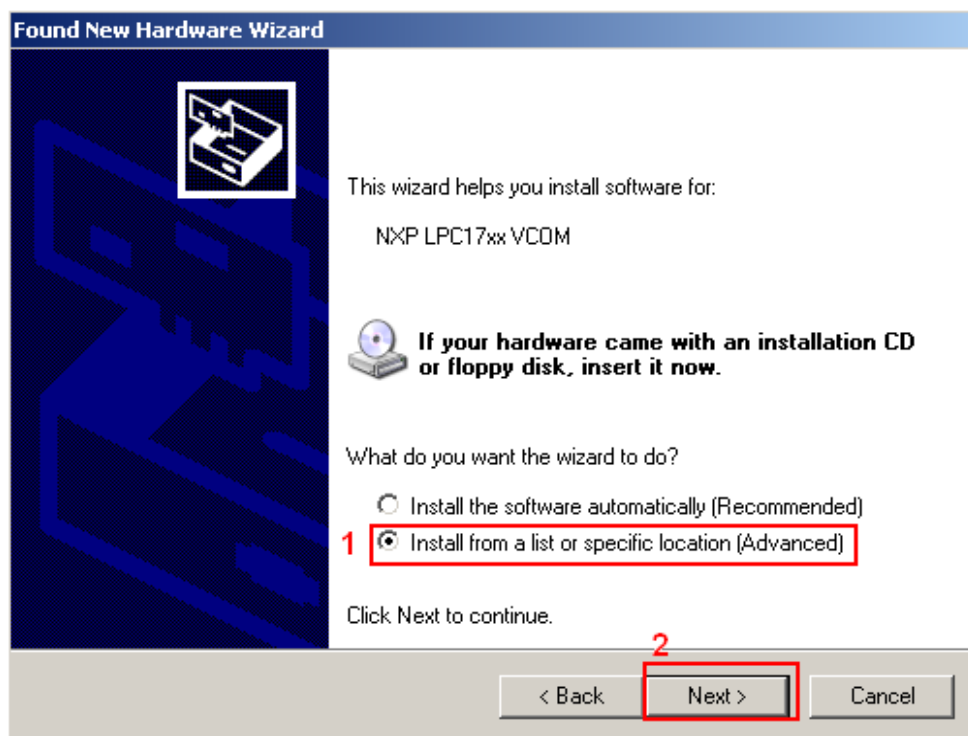 Found New Hardware Wizard
This wizard helps you install software for:
NXP LPC17xx VCOM
If your hardware came with an installation CD
or floppy disk, insert it now.
What do you want the wizard to do?
Install the software automatically (Recommended)
1 Install from a list or specific location (Advanced)
Click Next to continue.
2
< Back Next > Cancel